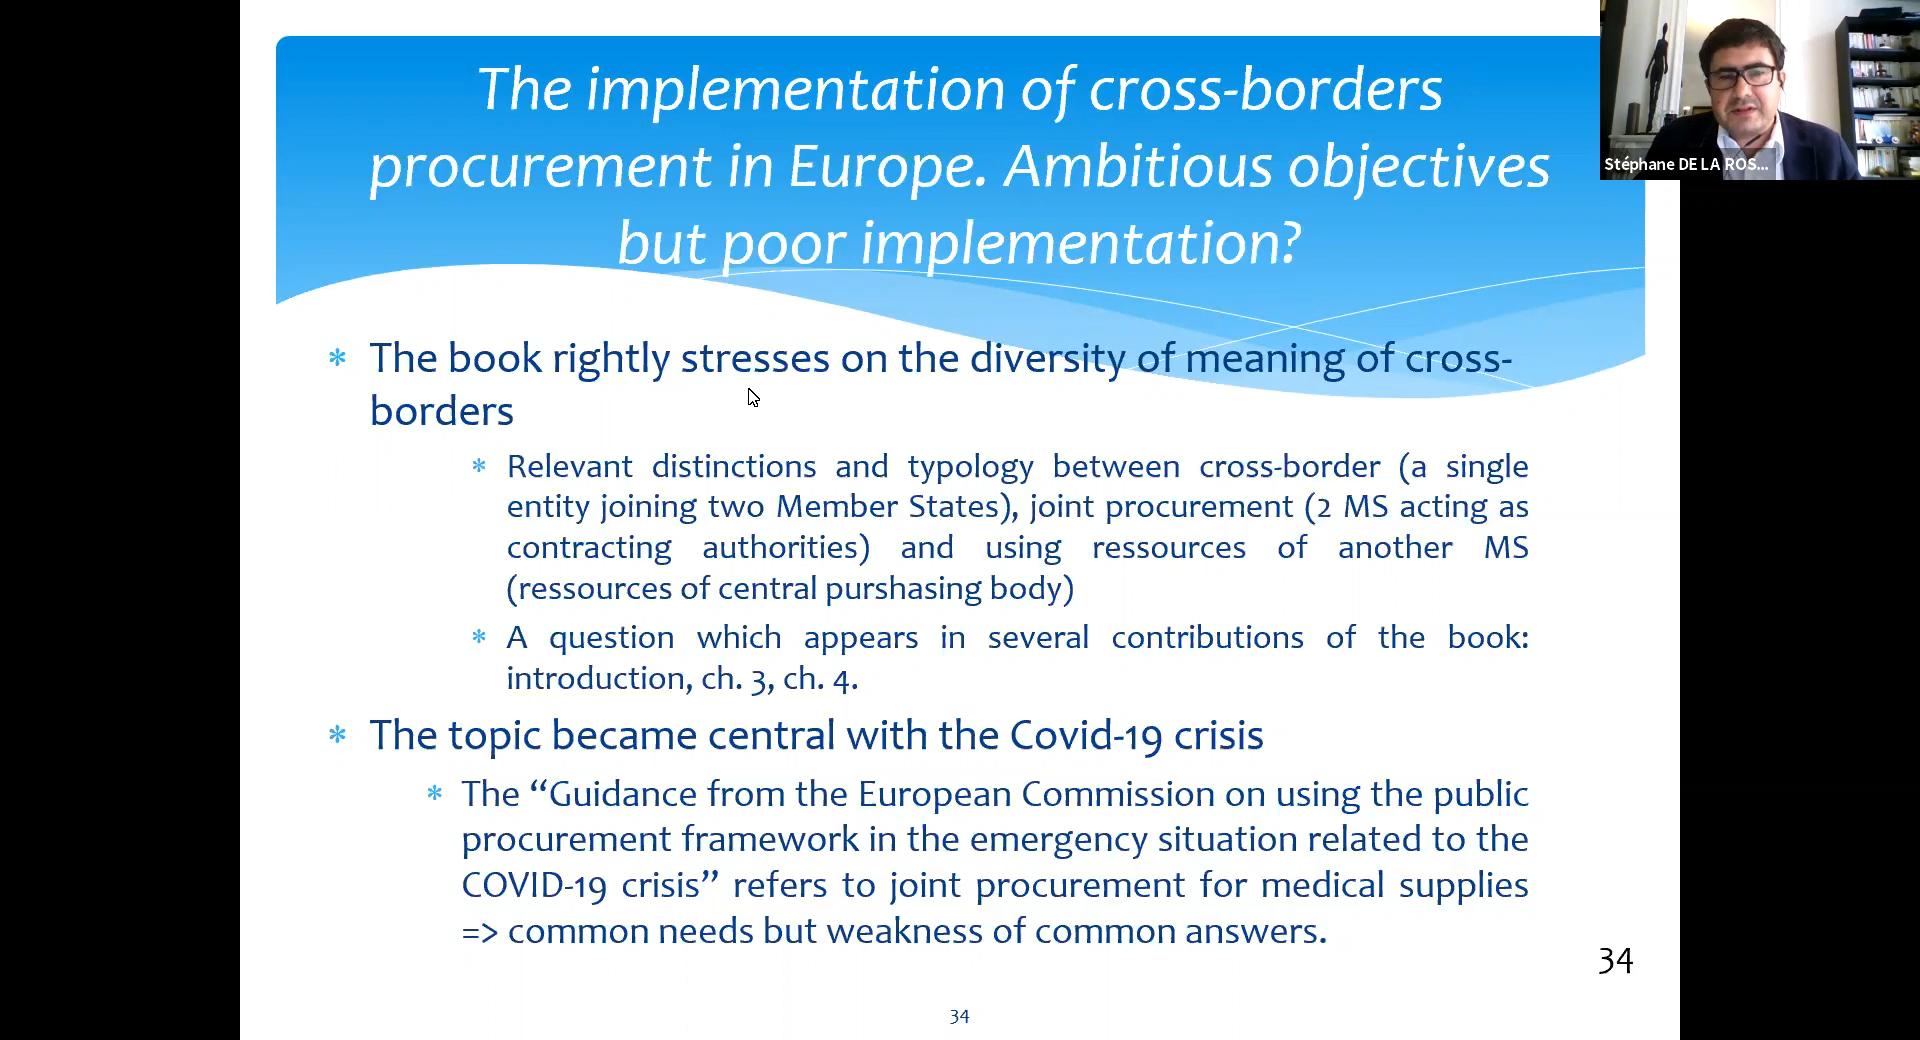 The implementation of cross-borders
procurement in Europe. Ambitious objectives
but poor implementation?
Stéphane DE LA ROS...
* The book rightly stresses on the diversity of meaning of cross-
borders
* Relevant distinctions and typology between cross-border (a single
entity joining two Member States), joint procurement (2 MS acting as
contracting authorities) and using ressources of another MS
(ressources of central purshasing body)
* A question which appears in several contributions of the book:
introduction, ch. 3, ch. 4.
* The topic became central with the Covid-19 crisis
* The “Guidance from the European Commission on using the public
procurement framework in the emergency situation related to the
COVID-19 crisis” refers to joint procurement for medical supplies
=> common needs but weakness of common answers.
34
34